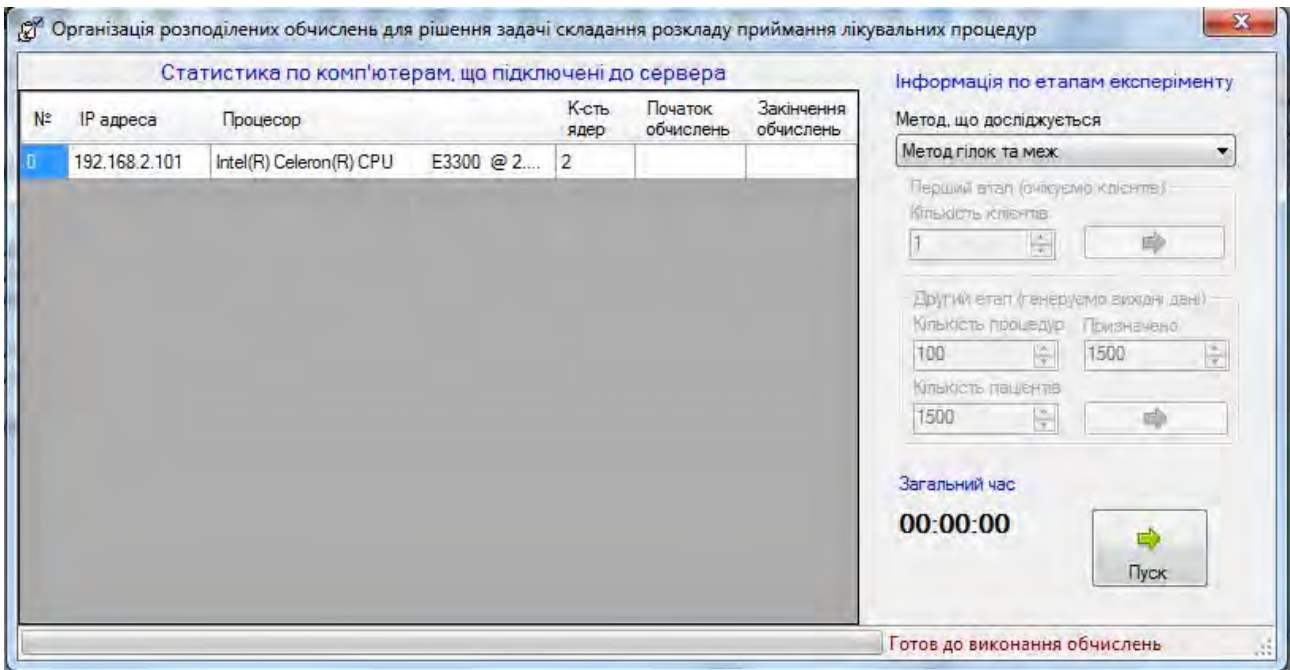 Організація розподілених обчислень для рішення задачі складання розкладу приймання лікувальних процедур
Статистика по комп'ютерам, що підключені до сервера
№ IP адреса Процесор К-сть ядер Початок обчислень Закінчення обчислень
0 192.168.2.101 Intel(R) Celeron(R) CPU E3300 @ 2.... 2
Інформація по етапам експеріменту
Метод, що досліджується
Метод гілок та меж
Перший етап (очікуємо клієнтів)
Кількість клієнтів
1
Другий етап (генеруємо вихідні дані)
Кількість процедур Призначено
100 1500
Кількість пацієнтів
1500
Загальний час
00:00:00
Пуск
Готов до виконання обчислень